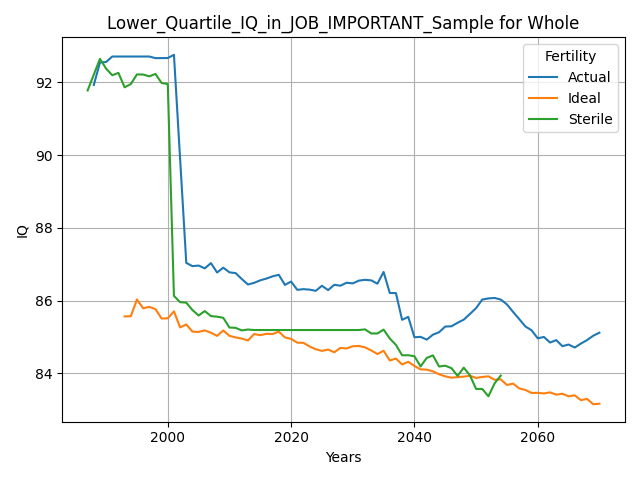 Lower_Quartile_IQ_in_JOB_IMPORTANT_Sample for Whole
Fertility
Actual
Ideal
Sterile
IQ
92
90
88
86
84
2000
2020
2040
2060
Years